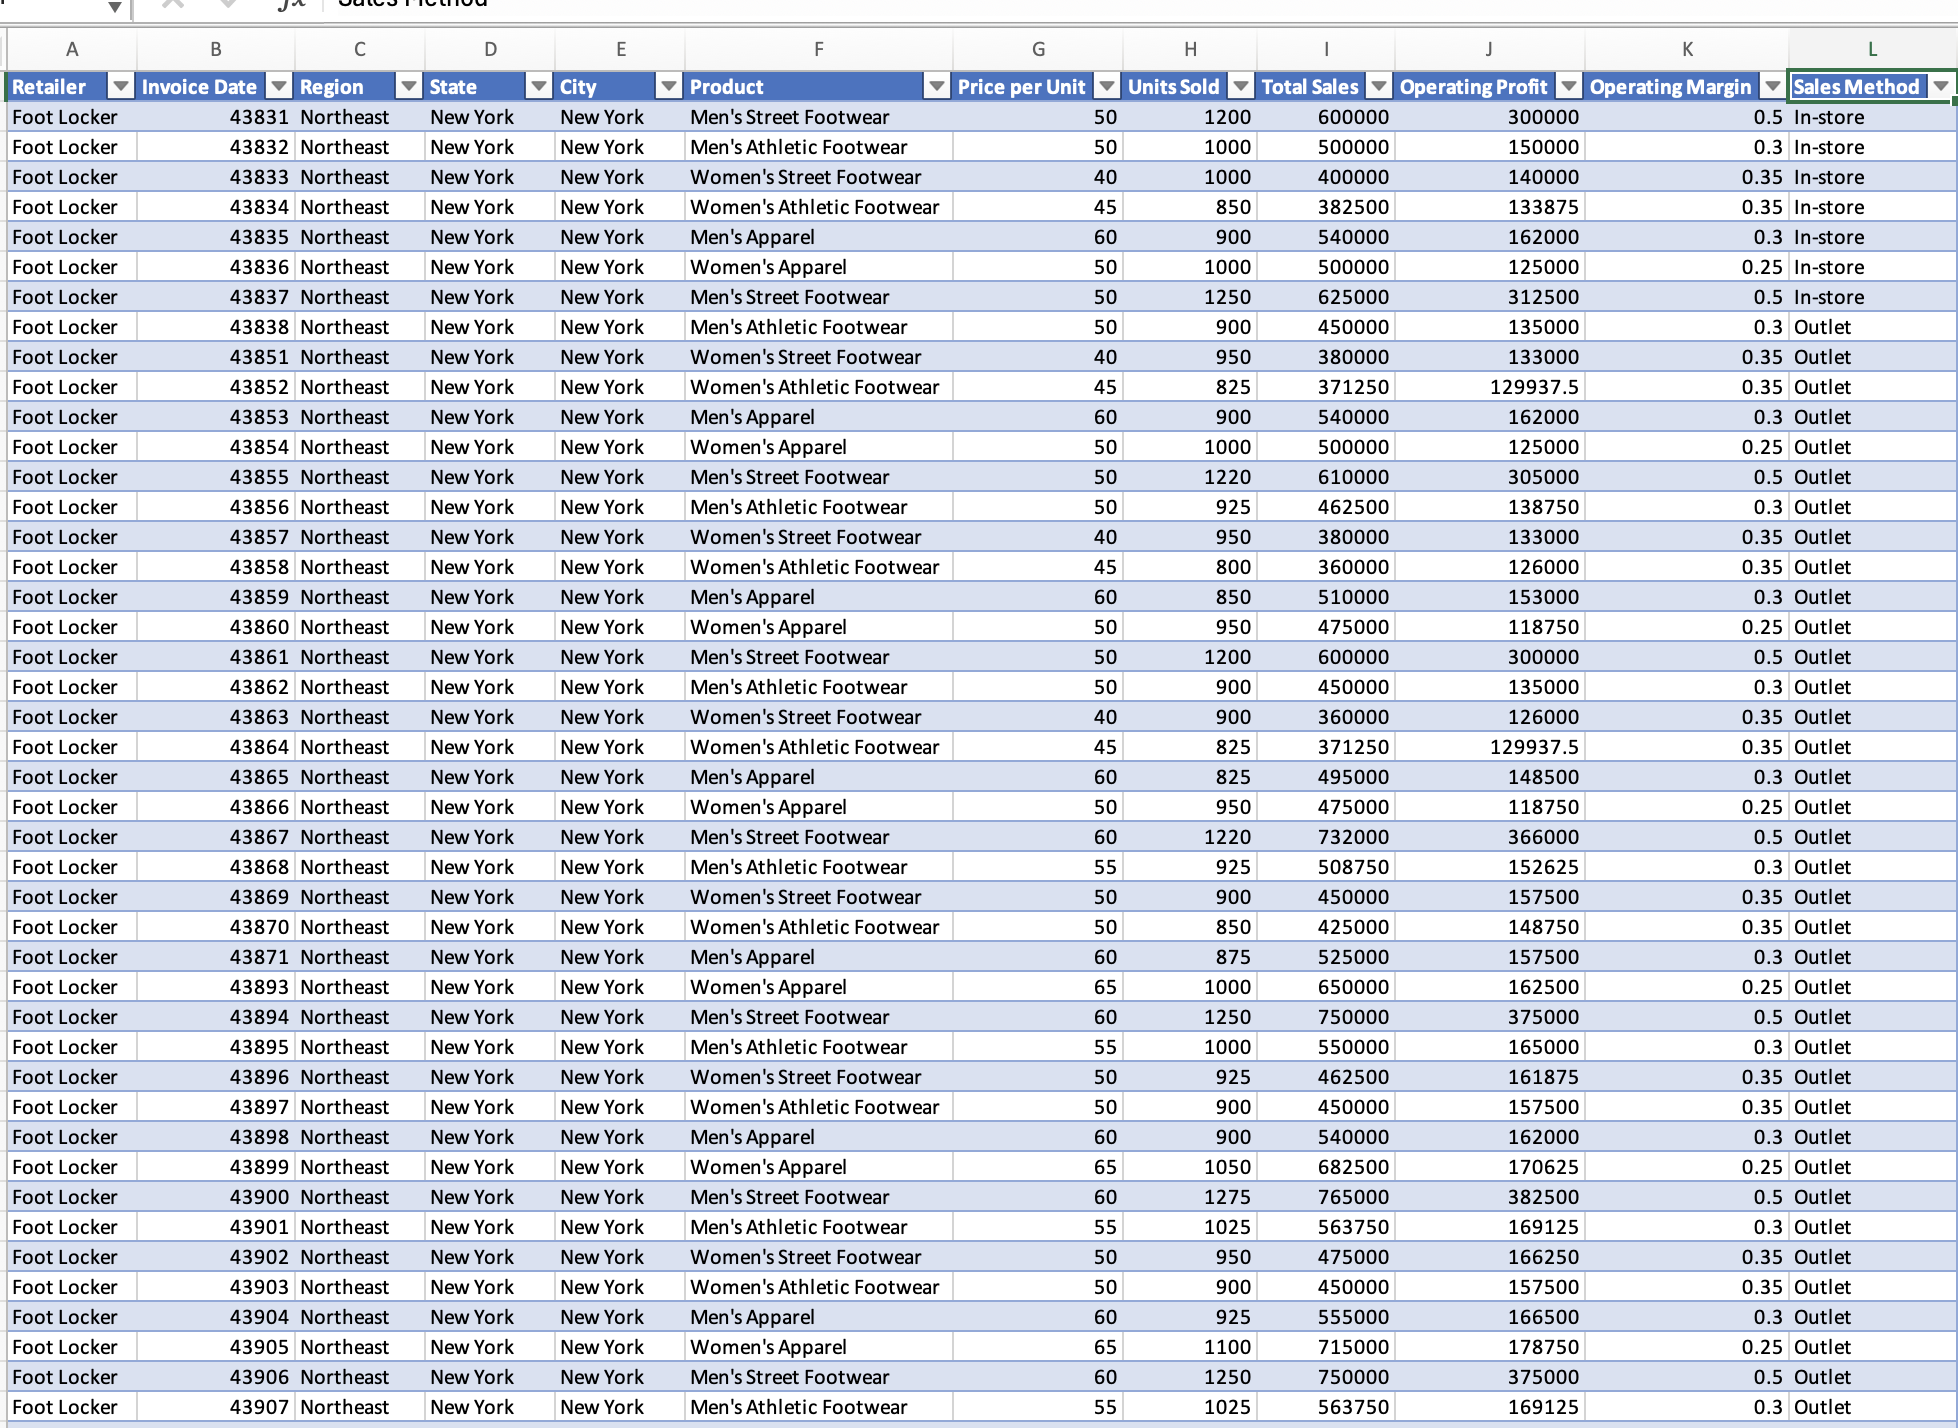 fx Sales Method
A B C D E F G H I J K L
Retailer Invoice Date Region State City Product Price per Unit Units Sold Total Sales Operating Profit Operating Margin Sales Method
Foot Locker 43831 Northeast New York New York Men's Street Footwear 50 1200 600000 300000 0.5 In-store
Foot Locker 43832 Northeast New York New York Men's Athletic Footwear 50 1000 500000 150000 0.3 In-store
Foot Locker 43833 Northeast New York New York Women's Street Footwear 40 1000 400000 140000 0.35 In-store
Foot Locker 43834 Northeast New York New York Women's Athletic Footwear 45 850 382500 133875 0.35 In-store
Foot Locker 43835 Northeast New York New York Men's Apparel 60 900 540000 162000 0.3 In-store
Foot Locker 43836 Northeast New York New York Women's Apparel 50 1000 500000 125000 0.25 In-store
Foot Locker 43837 Northeast New York New York Men's Street Footwear 50 1250 625000 312500 0.5 In-store
Foot Locker 43838 Northeast New York New York Men's Athletic Footwear 50 900 450000 135000 0.3 Outlet
Foot Locker 43851 Northeast New York New York Women's Street Footwear 40 950 380000 133000 0.35 Outlet
Foot Locker 43852 Northeast New York New York Women's Athletic Footwear 45 825 371250 129937.5 0.35 Outlet
Foot Locker 43853 Northeast New York New York Men's Apparel 60 900 540000 162000 0.3 Outlet
Foot Locker 43854 Northeast New York New York Women's Apparel 50 1000 500000 125000 0.25 Outlet
Foot Locker 43855 Northeast New York New York Men's Street Footwear 50 1220 610000 305000 0.5 Outlet
Foot Locker 43856 Northeast New York New York Men's Athletic Footwear 50 925 462500 138750 0.3 Outlet
Foot Locker 43857 Northeast New York New York Women's Street Footwear 40 950 380000 133000 0.35 Outlet
Foot Locker 43858 Northeast New York New York Women's Athletic Footwear 45 800 360000 126000 0.35 Outlet
Foot Locker 43859 Northeast New York New York Men's Apparel 60 850 510000 153000 0.3 Outlet
Foot Locker 43860 Northeast New York New York Women's Apparel 50 950 475000 118750 0.25 Outlet
Foot Locker 43861 Northeast New York New York Men's Street Footwear 50 1200 600000 300000 0.5 Outlet
Foot Locker 43862 Northeast New York New York Men's Athletic Footwear 50 900 450000 135000 0.3 Outlet
Foot Locker 43863 Northeast New York New York Women's Street Footwear 40 900 360000 126000 0.35 Outlet
Foot Locker 43864 Northeast New York New York Women's Athletic Footwear 45 825 371250 129937.5 0.35 Outlet
Foot Locker 43865 Northeast New York New York Men's Apparel 60 825 495000 148500 0.3 Outlet
Foot Locker 43866 Northeast New York New York Women's Apparel 50 950 475000 118750 0.25 Outlet
Foot Locker 43867 Northeast New York New York Men's Street Footwear 60 1220 732000 366000 0.5 Outlet
Foot Locker 43868 Northeast New York New York Men's Athletic Footwear 55 925 508750 152625 0.3 Outlet
Foot Locker 43869 Northeast New York New York Women's Street Footwear 50 900 450000 157500 0.35 Outlet
Foot Locker 43870 Northeast New York New York Women's Athletic Footwear 50 850 425000 148750 0.35 Outlet
Foot Locker 43871 Northeast New York New York Men's Apparel 60 875 525000 157500 0.3 Outlet
Foot Locker 43893 Northeast New York New York Women's Apparel 65 1000 650000 162500 0.25 Outlet
Foot Locker 43894 Northeast New York New York Men's Street Footwear 60 1250 750000 375000 0.5 Outlet
Foot Locker 43895 Northeast New York New York Men's Athletic Footwear 55 1000 550000 165000 0.3 Outlet
Foot Locker 43896 Northeast New York New York Women's Street Footwear 50 925 462500 161875 0.35 Outlet
Foot Locker 43897 Northeast New York New York Women's Athletic Footwear 50 900 450000 157500 0.35 Outlet
Foot Locker 43898 Northeast New York New York Men's Apparel 60 900 540000 162000 0.3 Outlet
Foot Locker 43899 Northeast New York New York Women's Apparel 65 1050 682500 170625 0.25 Outlet
Foot Locker 43900 Northeast New York New York Men's Street Footwear 60 1275 765000 382500 0.5 Outlet
Foot Locker 43901 Northeast New York New York Men's Athletic Footwear 55 1025 563750 169125 0.3 Outlet
Foot Locker 43902 Northeast New York New York Women's Street Footwear 50 950 475000 166250 0.35 Outlet
Foot Locker 43903 Northeast New York New York Women's Athletic Footwear 50 900 450000 157500 0.35 Outlet
Foot Locker 43904 Northeast New York New York Men's Apparel 60 925 555000 166500 0.3 Outlet
Foot Locker 43905 Northeast New York New York Women's Apparel 65 1100 715000 178750 0.25 Outlet
Foot Locker 43906 Northeast New York New York Men's Street Footwear 60 1250 750000 375000 0.5 Outlet
Foot Locker 43907 Northeast New York New York Men's Athletic Footwear 55 1025 563750 169125 0.3 Outlet